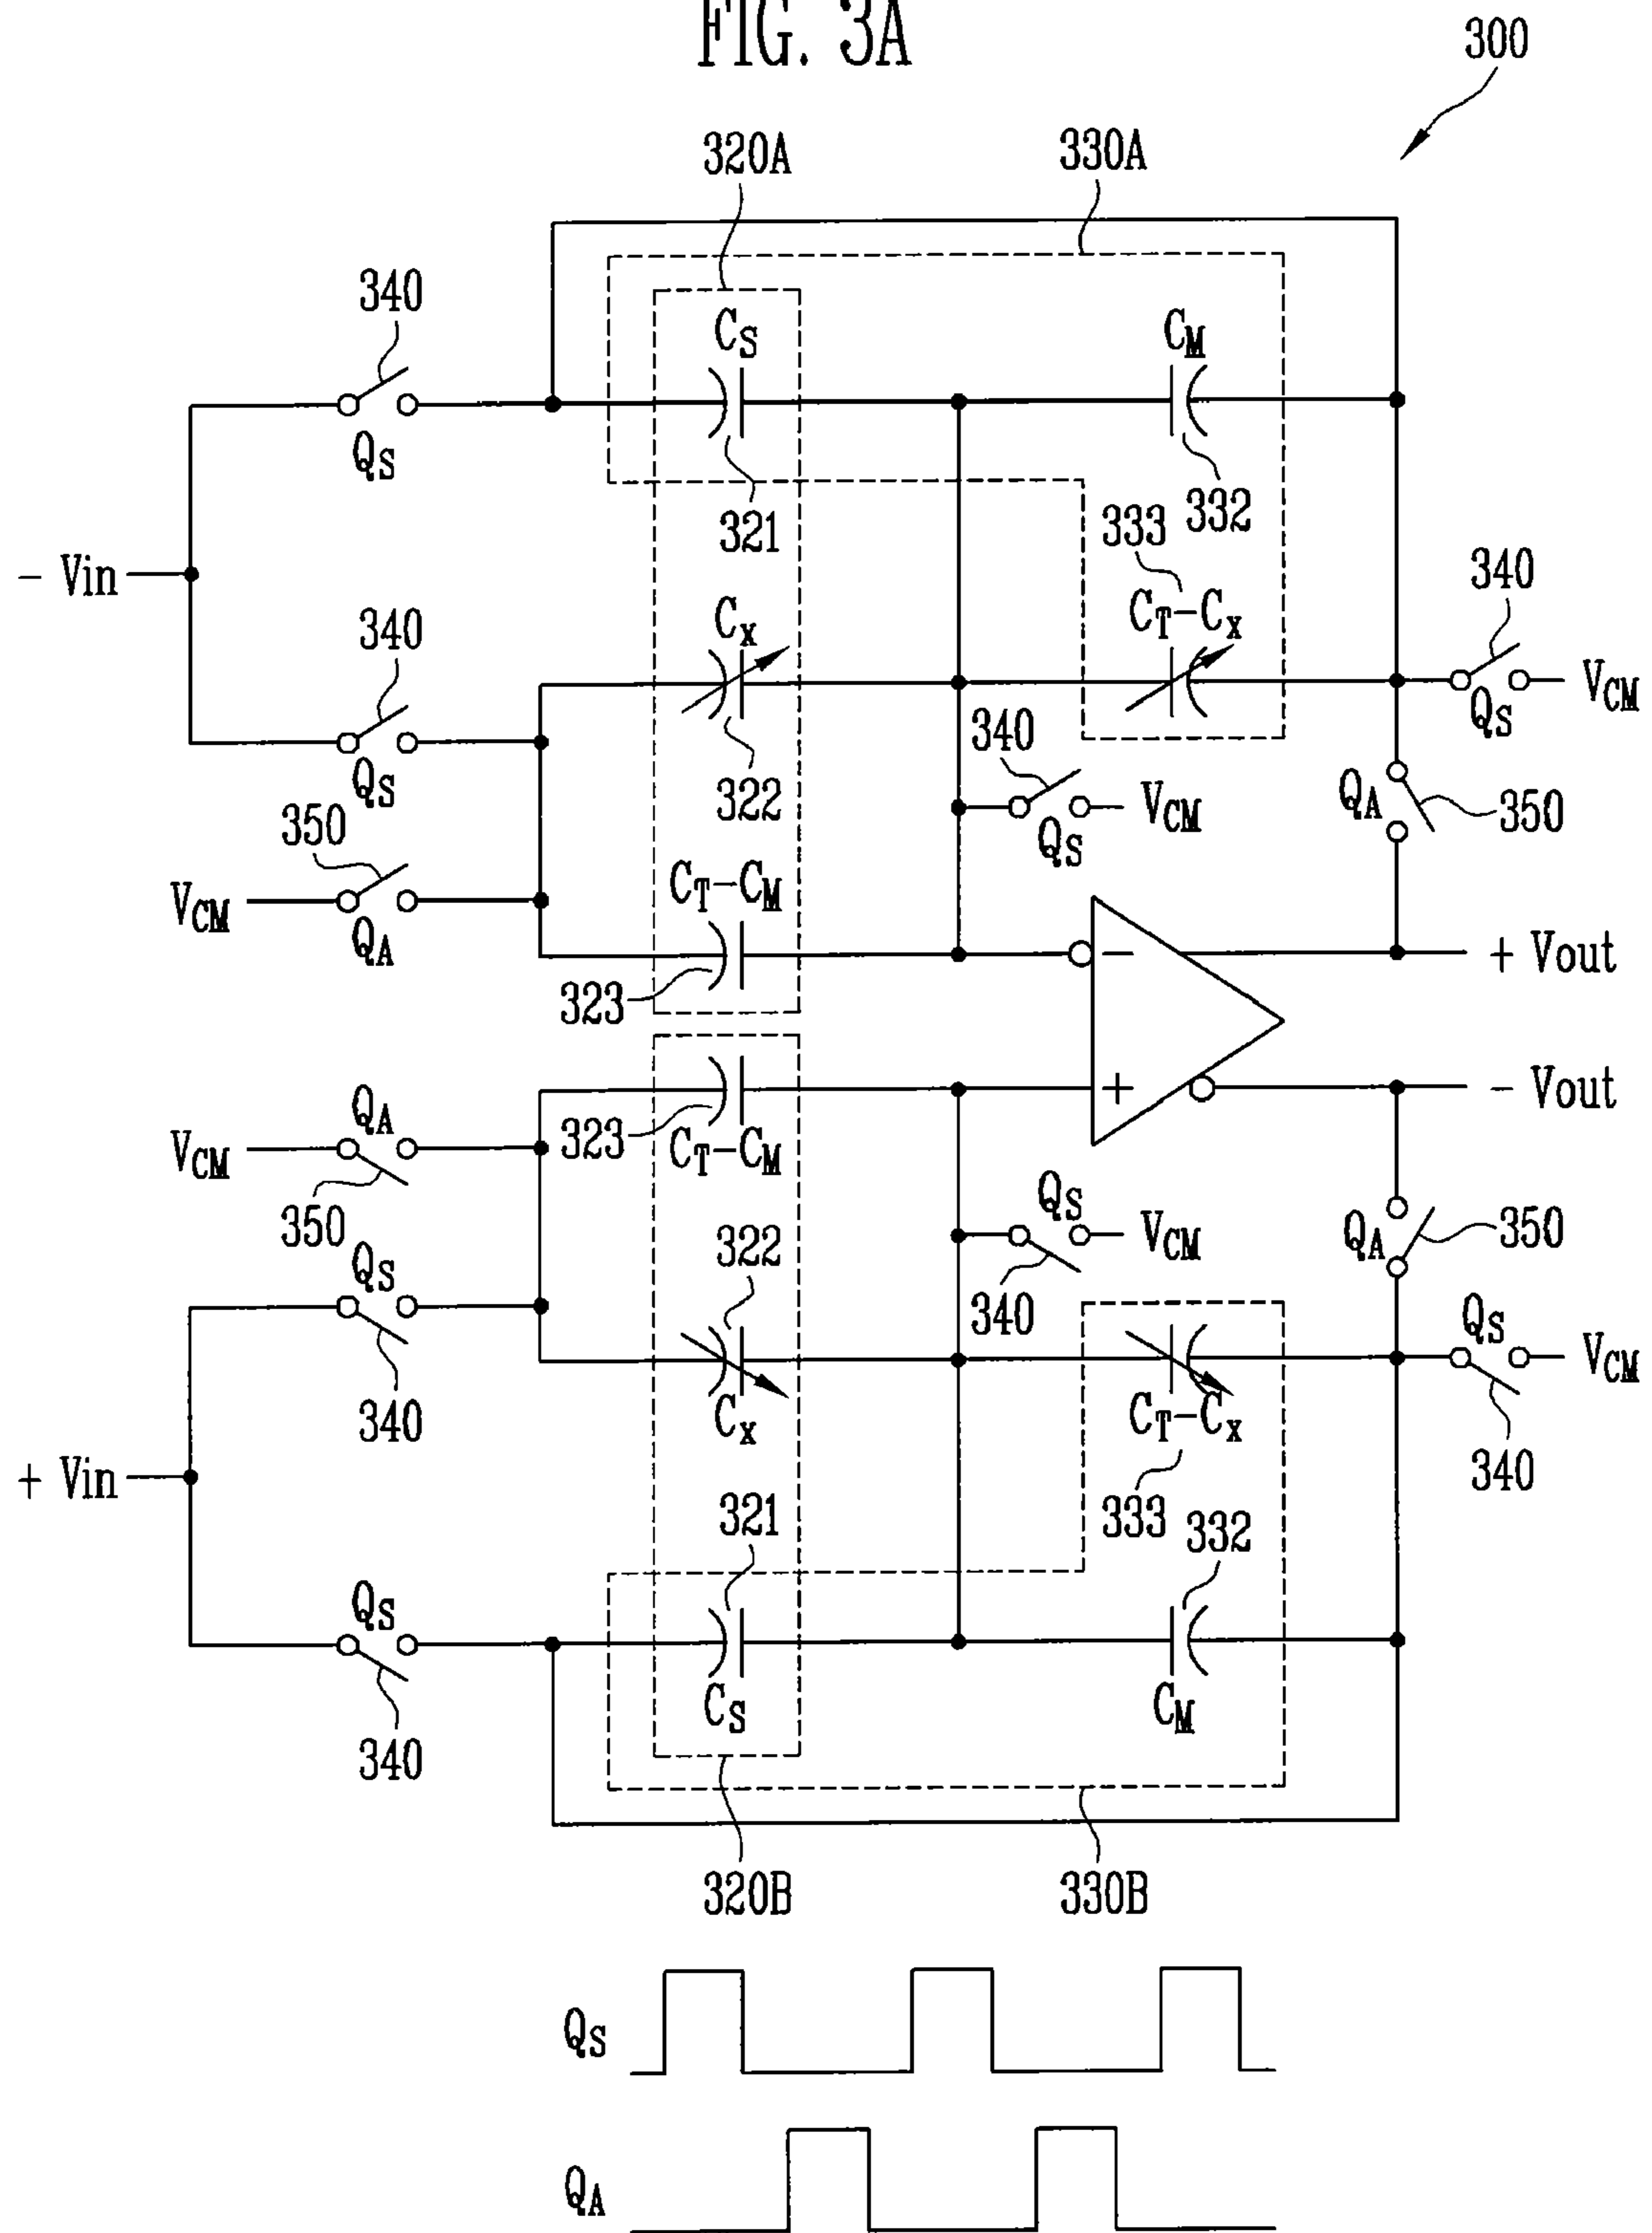 FIG. 3A
300
320A
330A
340
C_S
C_M
Q_S
321
332
333
- Vin
340
340
C_X
C_T-C_X
V_CM
Q_S
340
Q_S
322
V_CM
Q_A
350
350
Q_S
C_T-C_M
V_CM
Q_A
323
-
+ Vout
+
- Vout
Q_A
V_CM
323
C_T-C_M
350
Q_S
V_CM
Q_A
350
Q_S
322
340
Q_S
V_CM
340
C_X
C_T-C_X
340
+ Vin
321
333
332
Q_S
C_S
C_M
340
320B
330B
Q_S
Q_A